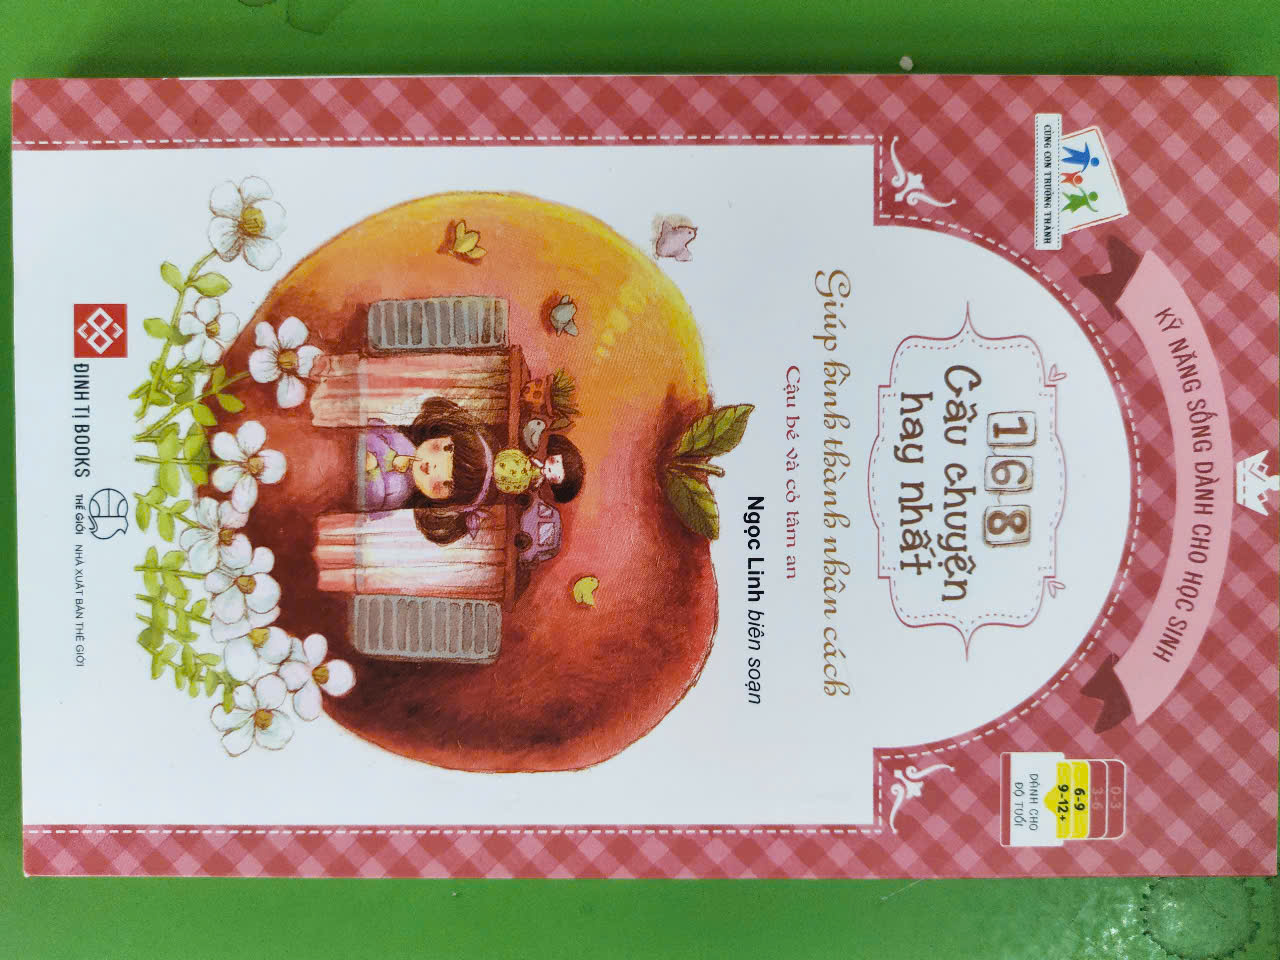 KỸ NĂNG SỐNG DÀNH CHO HỌC SINH
CÙNG CON TRƯỞNG THÀNH
0-3
3-6
6-9
9-12+
DÀNH CHO
ĐỘ TUỔI
168
Câu chuyện
hay nhất
Giúp hình thành nhân cách
Cậu bé và cỏ tâm an
Ngọc Linh biên soạn
ĐINH TỊ BOOKS
THẾ GIỚI
NHÀ XUẤT BẢN THẾ GIỚI